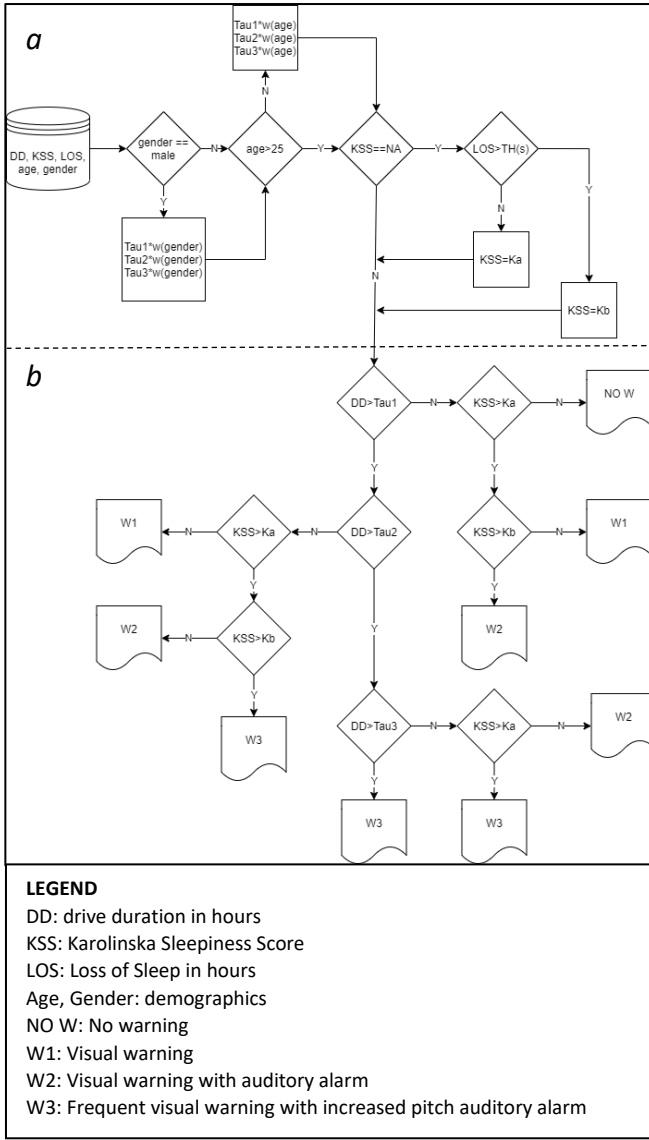 a
Tau1*w(age)
Tau2*w(age)
Tau3*w(age)
N
DD, KSS, LOS,
age, gender
gender ==
male
N
age>25
Y
KSS==NA
Y
LOS>TH(s)
Y
Y
N
Tau1*w(gender)
Tau2*w(gender)
Tau3*w(gender)
KSS=Ka
N
KSS=Kb
b
DD>Tau1
N
KSS>Ka
N
NO W
Y
Y
W1
N
KSS>Ka
N
DD>Tau2
KSS>Kb
N
W1
Y
Y
W2
N
KSS>Kb
Y
W2
Y
W3
DD>Tau3
N
KSS>Ka
N
W2
Y
Y
W3
W3
LEGEND
DD: drive duration in hours
KSS: Karolinska Sleepiness Score
LOS: Loss of Sleep in hours
Age, Gender: demographics
NO W: No warning
W1: Visual warning
W2: Visual warning with auditory alarm
W3: Frequent visual warning with increased pitch auditory alarm